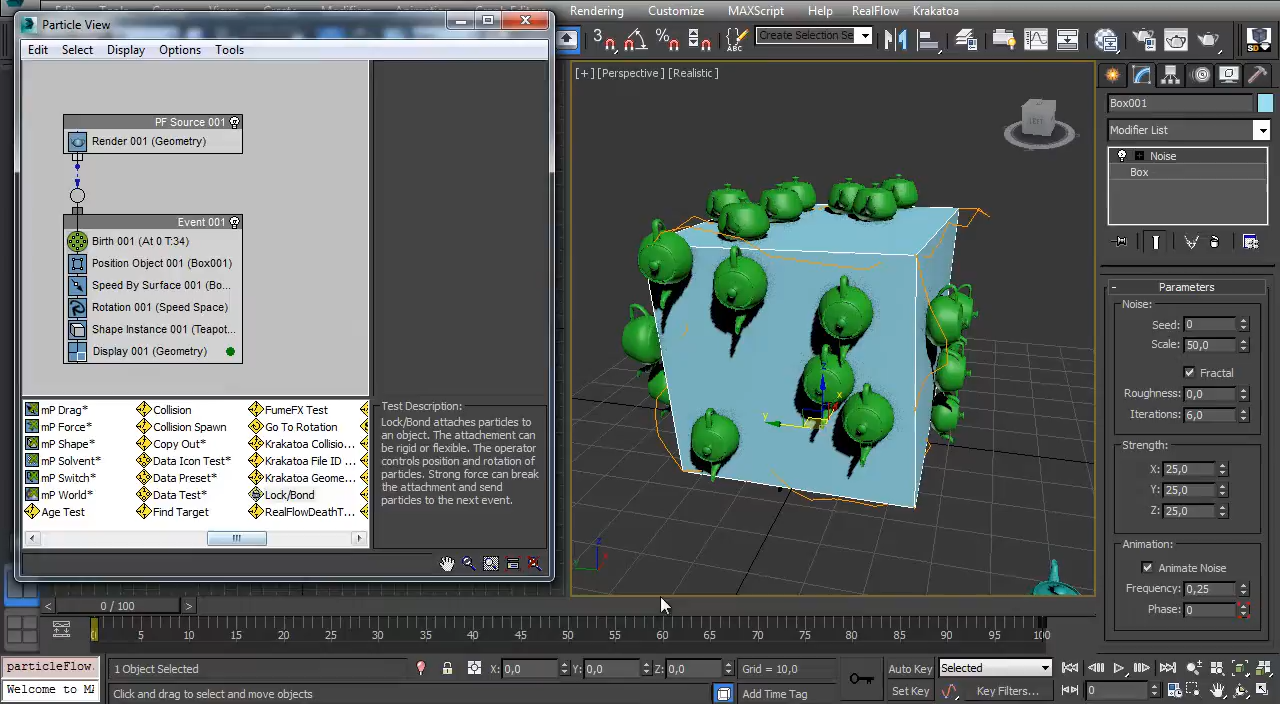 Particle View
Rendering Customize MAXScript Help RealFlow Krakatoa
Edit Select Display Options Tools
Create Selection Se
[+] [Perspective] [Realistic]
PF Source 001
Render 001 (Geometry)
Event 001
Birth 001 (At 0 T:34)
Position Object 001 (Box001)
Speed By Surface 001 (Bo...
Rotation 001 (Speed Space)
Shape Instance 001 (Teapot...
Display 001 (Geometry)
mP Drag* Collision FumeFX Test
mP Force* Collision Spawn Go To Rotation
mP Shape* Copy Out* Krakatoa Collisio...
mP Solvent* Data Icon Test* Krakatoa File ID ...
mP Switch* Data Preset* Krakatoa Geome...
mP World* Data Test* Lock/Bond
Age Test Find Target RealFlowDeathT...
Test Description:
Lock/Bond attaches particles to
an object. The attachement can
be rigid or flexible. The operator
controls position and rotation of
particles. Strong force can break
the attachment and send
particles to the next event.
Box001
Modifier List
Noise
Box
Parameters
Noise:
Seed: 0
Scale: 50,0
Fractal
Roughness: 0,0
Iterations: 6,0
Strength:
X: 25,0
Y: 25,0
Z: 25,0
Animation:
Animate Noise
Frequency: 0,25
Phase: 0
x
y
z
< 0 / 100 >
0 5 10 15 20 25 30 35 40 45 50 55 60 65 70 75 80 85 90 95 100
particleFlow.
Welcome to MA
1 Object Selected
X: 0,0 Y: 0,0 Z: 0,0 Grid = 10,0
Auto Key Selected
Click and drag to select and move objects
Add Time Tag
Set Key Key Filters... 0